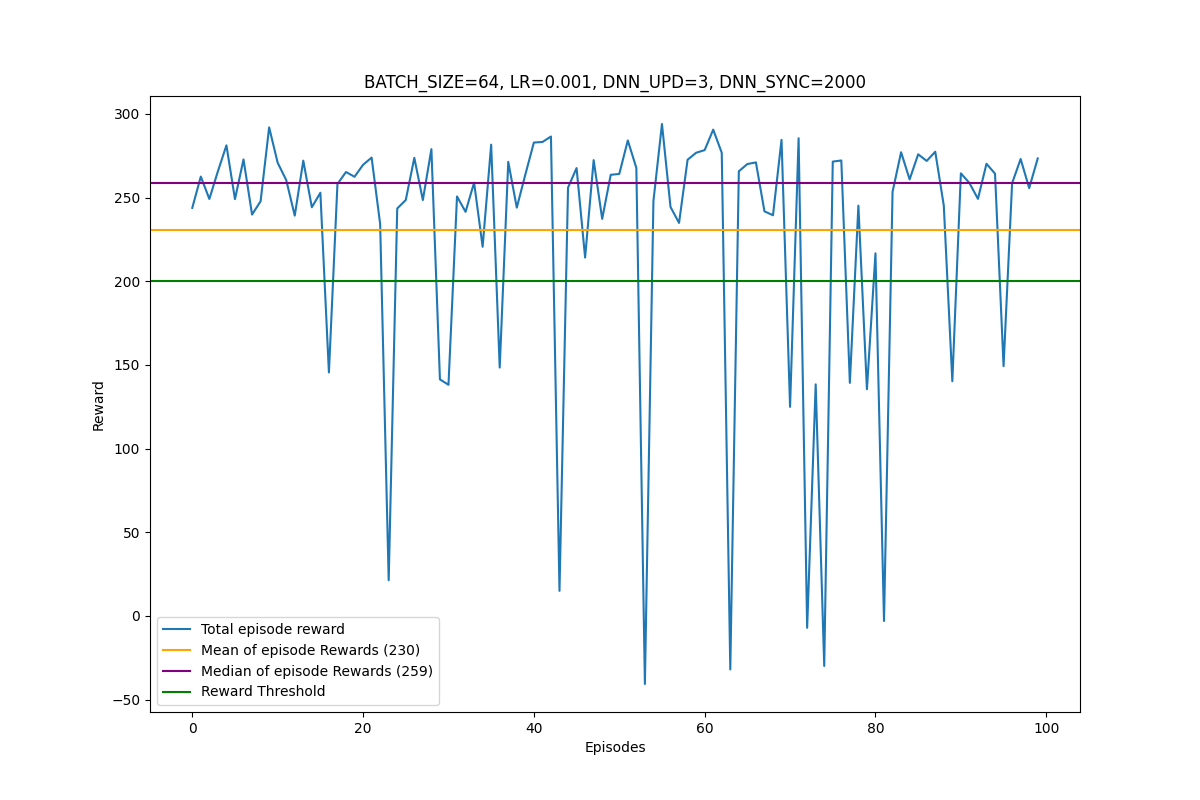 BATCH_SIZE=64, LR=0.001, DNN_UPD=3, DNN_SYNC=2000
300
250
200
150
100
50
0
−50
Reward
Total episode reward
Mean of episode Rewards (230)
Median of episode Rewards (259)
Reward Threshold
0 20 40 60 80 100
Episodes